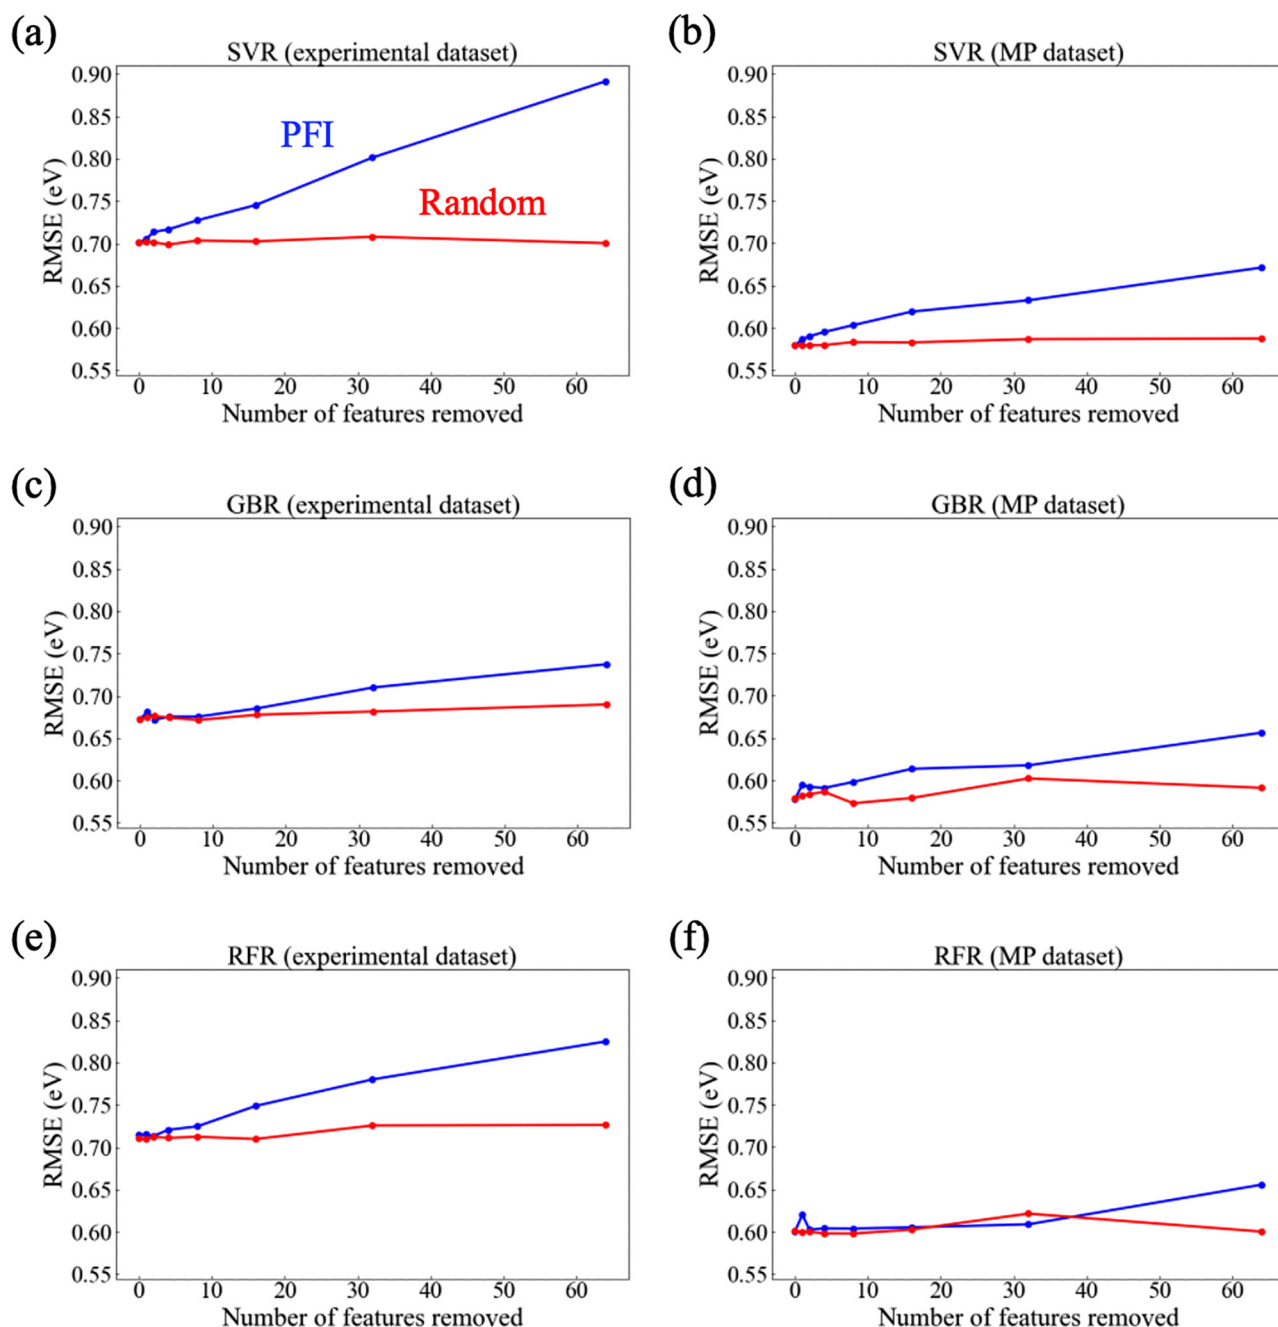 (a)
SVR (experimental dataset)
0.90
0.85
0.80
0.75
0.70
0.65
0.60
0.55
RMSE (eV)
PFI
Random
0 10 20 30 40 50 60
Number of features removed
(b)
SVR (MP dataset)
0.90
0.85
0.80
0.75
0.70
0.65
0.60
0.55
RMSE (eV)
0 10 20 30 40 50 60
Number of features removed
(c)
GBR (experimental dataset)
0.90
0.85
0.80
0.75
0.70
0.65
0.60
0.55
RMSE (eV)
0 10 20 30 40 50 60
Number of features removed
(d)
GBR (MP dataset)
0.90
0.85
0.80
0.75
0.70
0.65
0.60
0.55
RMSE (eV)
0 10 20 30 40 50 60
Number of features removed
(e)
RFR (experimental dataset)
0.90
0.85
0.80
0.75
0.70
0.65
0.60
0.55
RMSE (eV)
0 10 20 30 40 50 60
Number of features removed
(f)
RFR (MP dataset)
0.90
0.85
0.80
0.75
0.70
0.65
0.60
0.55
RMSE (eV)
0 10 20 30 40 50 60
Number of features removed